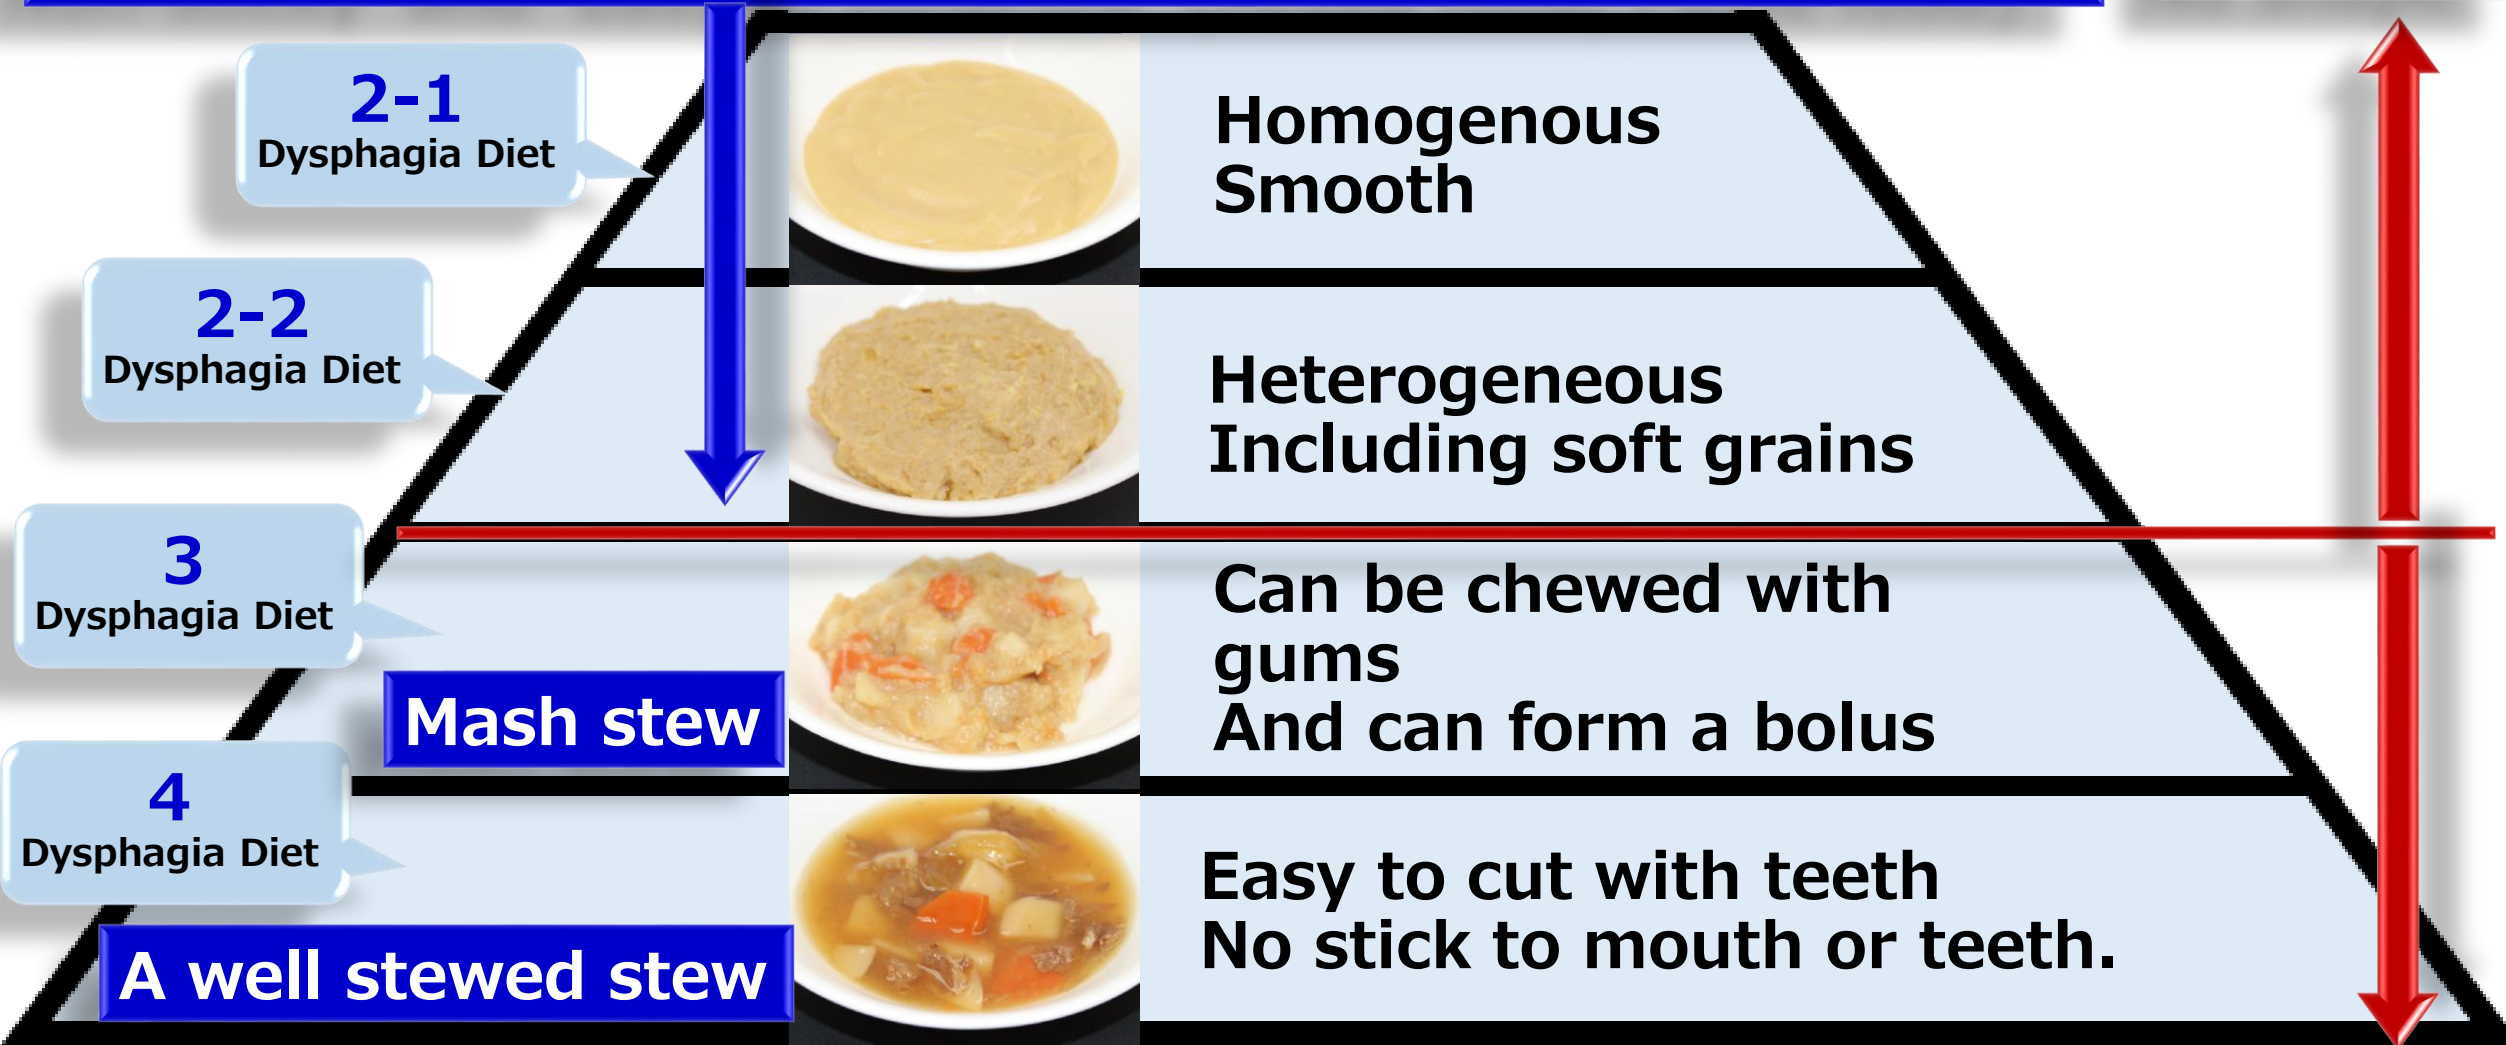 2-1
Dysphagia Diet
Homogenous
Smooth
2-2
Dysphagia Diet
Heterogeneous
Including soft grains
3
Dysphagia Diet
Can be chewed with
gums
And can form a bolus
Mash stew
4
Dysphagia Diet
Easy to cut with teeth
No stick to mouth or teeth.
A well stewed stew